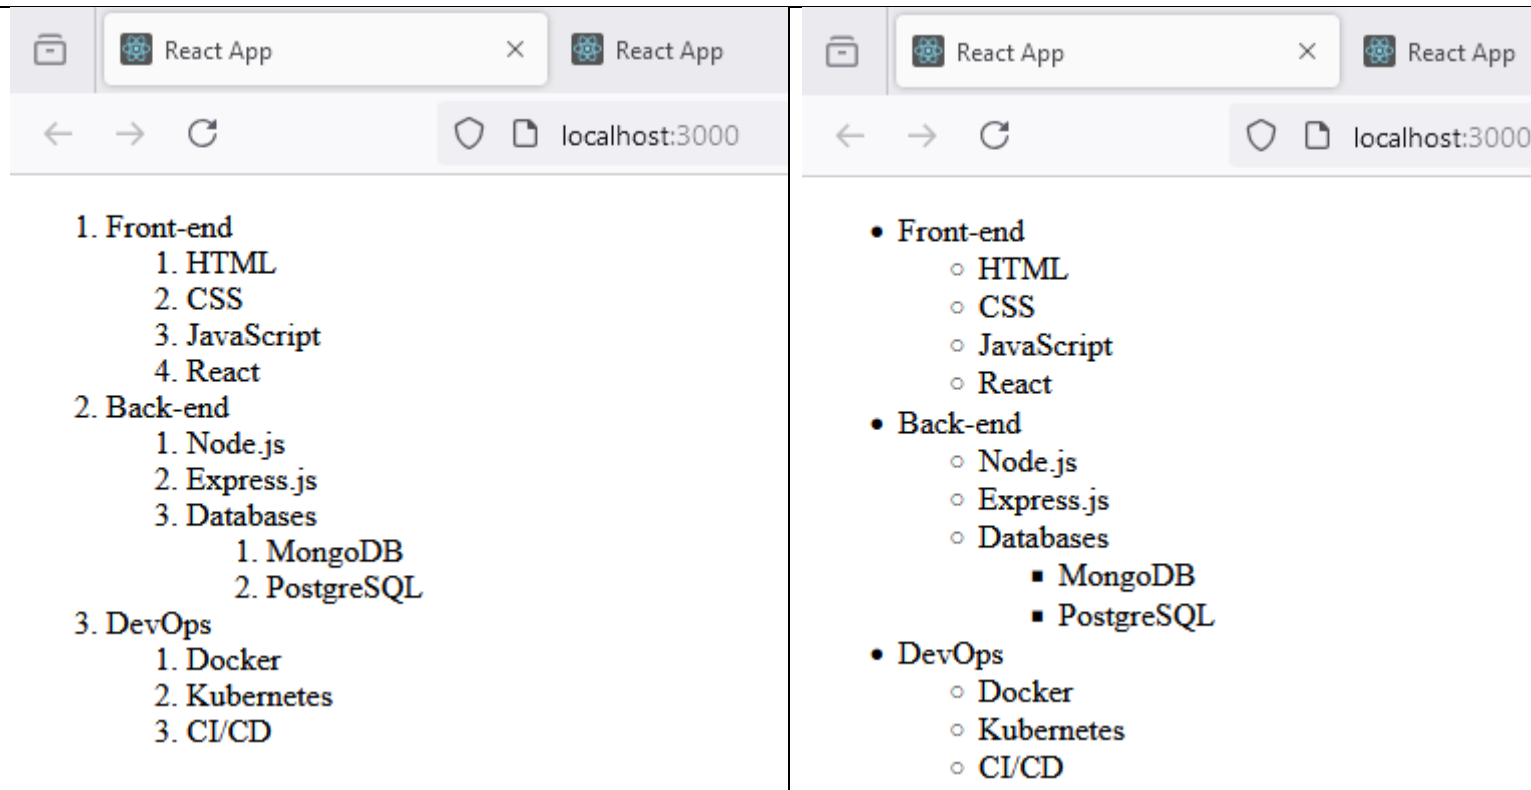 React App
React App
localhost:3000
1. Front-end
1. HTML
2. CSS
3. JavaScript
4. React
2. Back-end
1. Node.js
2. Express.js
3. Databases
1. MongoDB
2. PostgreSQL
3. DevOps
1. Docker
2. Kubernetes
3. CI/CD
React App
React App
localhost:3000
• Front-end
○ HTML
○ CSS
○ JavaScript
○ React
• Back-end
○ Node.js
○ Express.js
○ Databases
▪ MongoDB
▪ PostgreSQL
• DevOps
○ Docker
○ Kubernetes
○ CI/CD